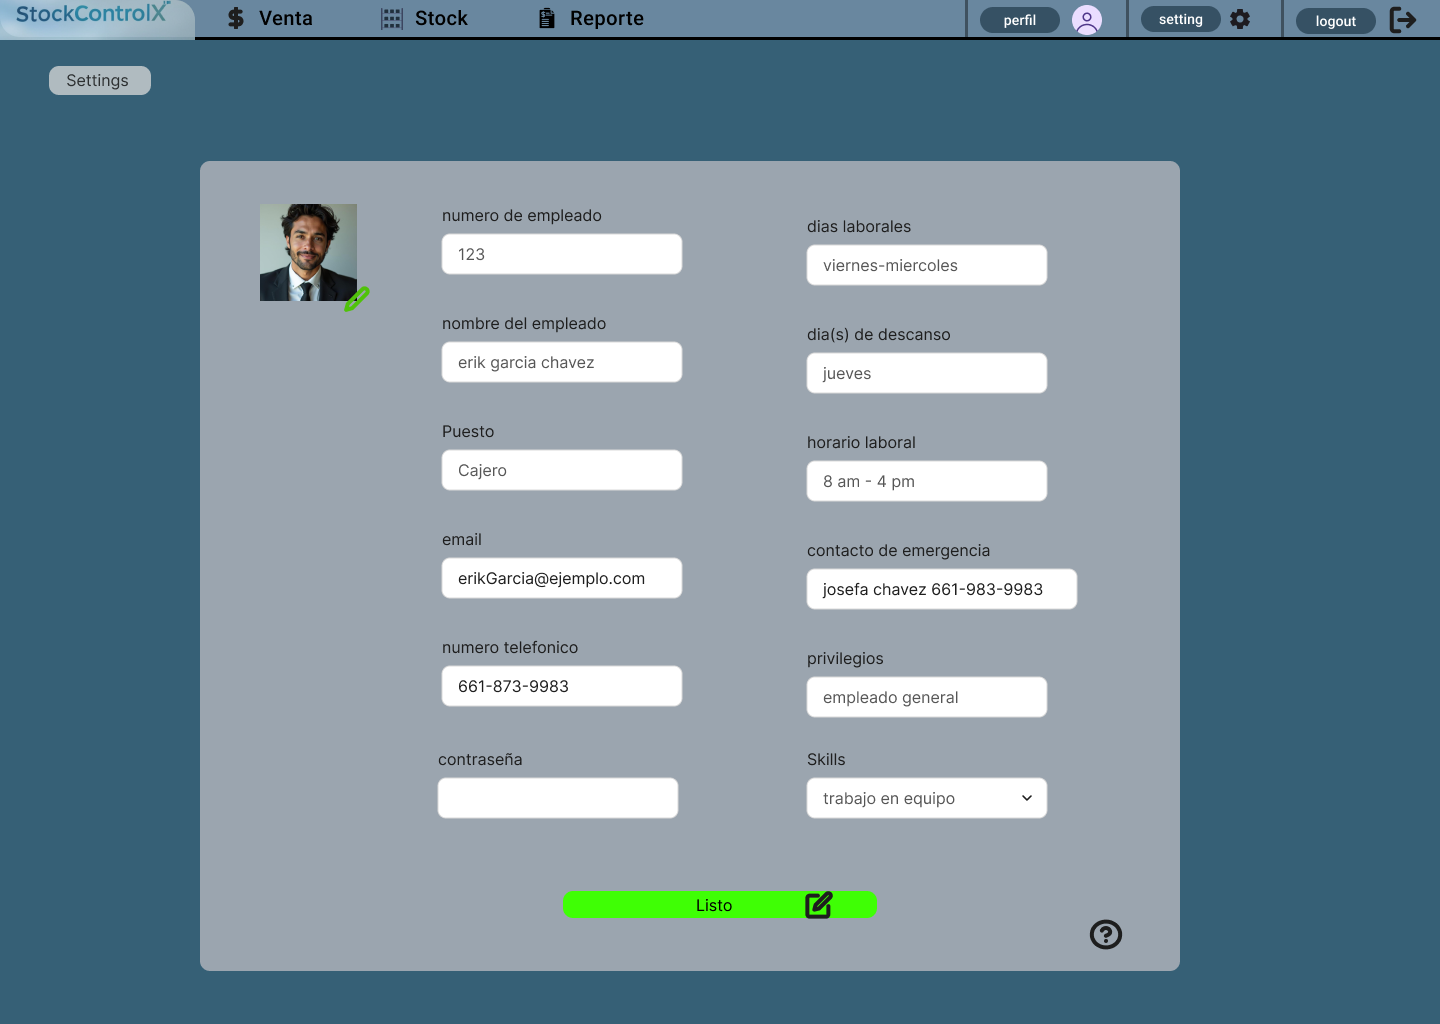 StockControlX
Venta
Stock
Reporte
perfil
setting
logout
Settings
numero de empleado
123
nombre del empleado
erik garcia chavez
Puesto
Cajero
email
erikGarcia@ejemplo.com
numero telefonico
661-873-9983
contraseña
dias laborales
viernes-miercoles
dia(s) de descanso
jueves
horario laboral
8 am - 4 pm
contacto de emergencia
josefa chavez 661-983-9983
privilegios
empleado general
Skills
trabajo en equipo
Listo